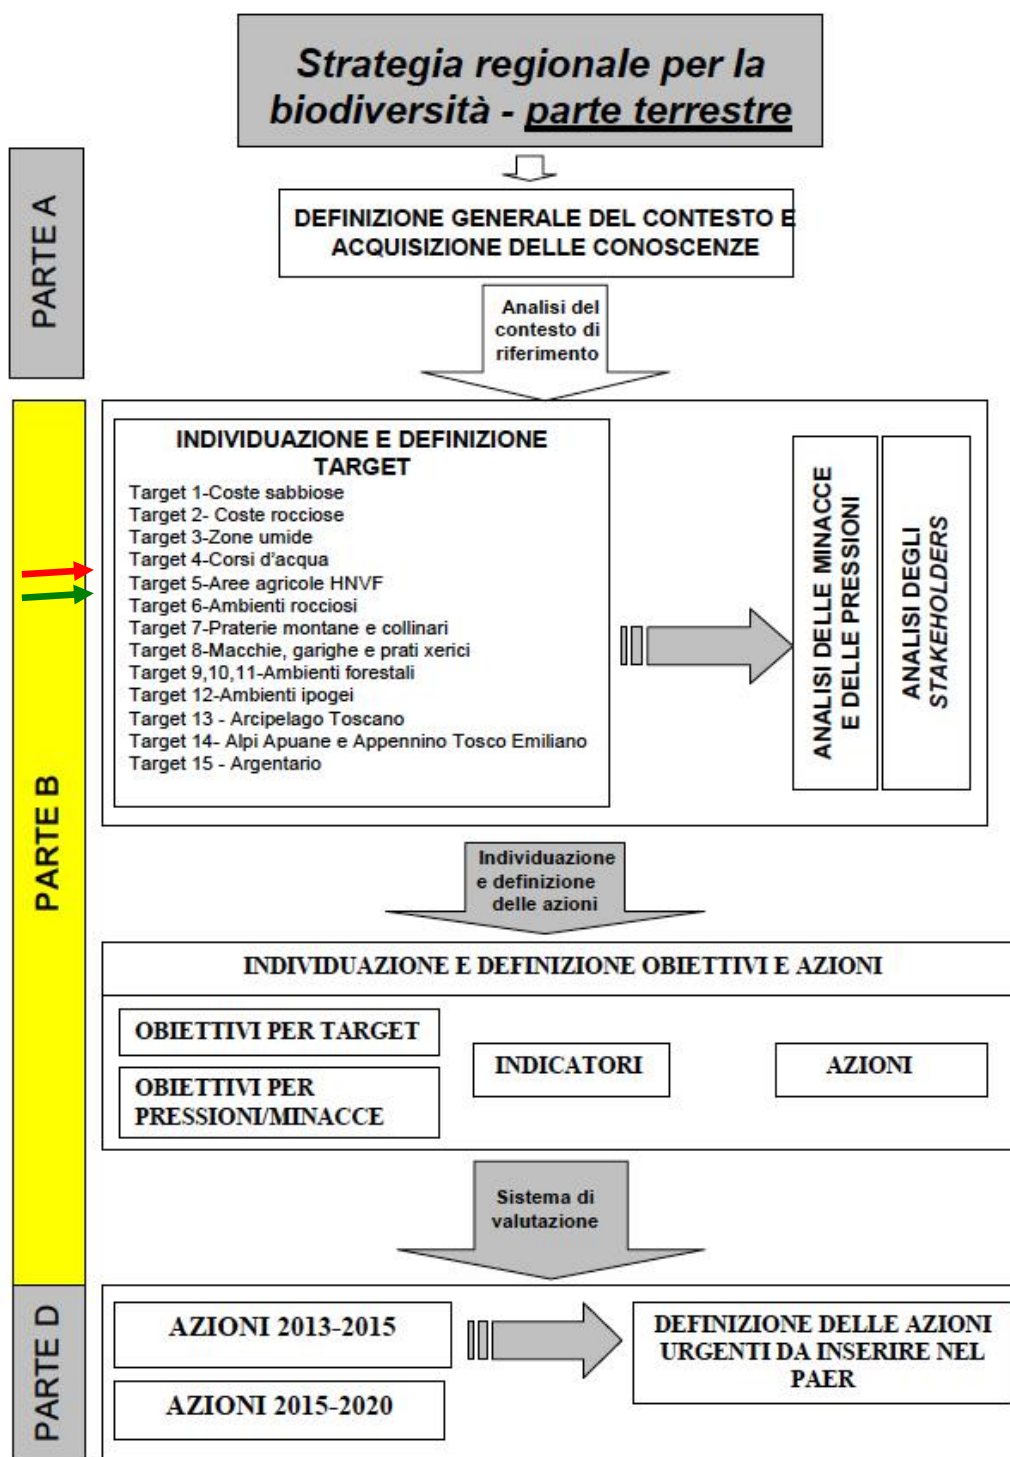 Strategia regionale per la
biodiversità - parte terrestre
PARTE A
DEFINIZIONE GENERALE DEL CONTESTO E
ACQUISIZIONE DELLE CONOSCENZE
Analisi del
contesto di
riferimento
PARTE B
INDIVIDUAZIONE E DEFINIZIONE
TARGET
Target 1-Coste sabbiose
Target 2- Coste rocciose
Target 3-Zone umide
Target 4-Corsi d'acqua
Target 5-Aree agricole HNVF
Target 6-Ambienti rocciosi
Target 7-Praterie montane e collinari
Target 8-Macchie, garighe e prati xerici
Target 9,10,11-Ambienti forestali
Target 12-Ambienti ipogei
Target 13 - Arcipelago Toscano
Target 14- Alpi Apuane e Appennino Tosco Emiliano
Target 15 - Argentario
ANALISI DELLE MINACCE
E DELLE PRESSIONI
ANALISI DEGLI
STAKEHOLDERS
Individuazione
e definizione
delle azioni
INDIVIDUAZIONE E DEFINIZIONE OBIETTIVI E AZIONI
OBIETTIVI PER TARGET
OBIETTIVI PER
PRESSIONI/MINACCE
INDICATORI
AZIONI
Sistema di
valutazione
PARTE D
AZIONI 2013-2015
AZIONI 2015-2020
DEFINIZIONE DELLE AZIONI
URGENTI DA INSERIRE NEL
PAER